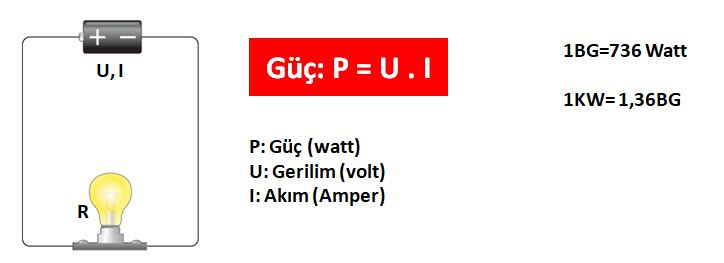 + -
U, I
R
Güç: P = U . I
P: Güç (watt)
U: Gerilim (volt)
I: Akım (Amper)
1BG=736 Watt
1KW= 1,36BG